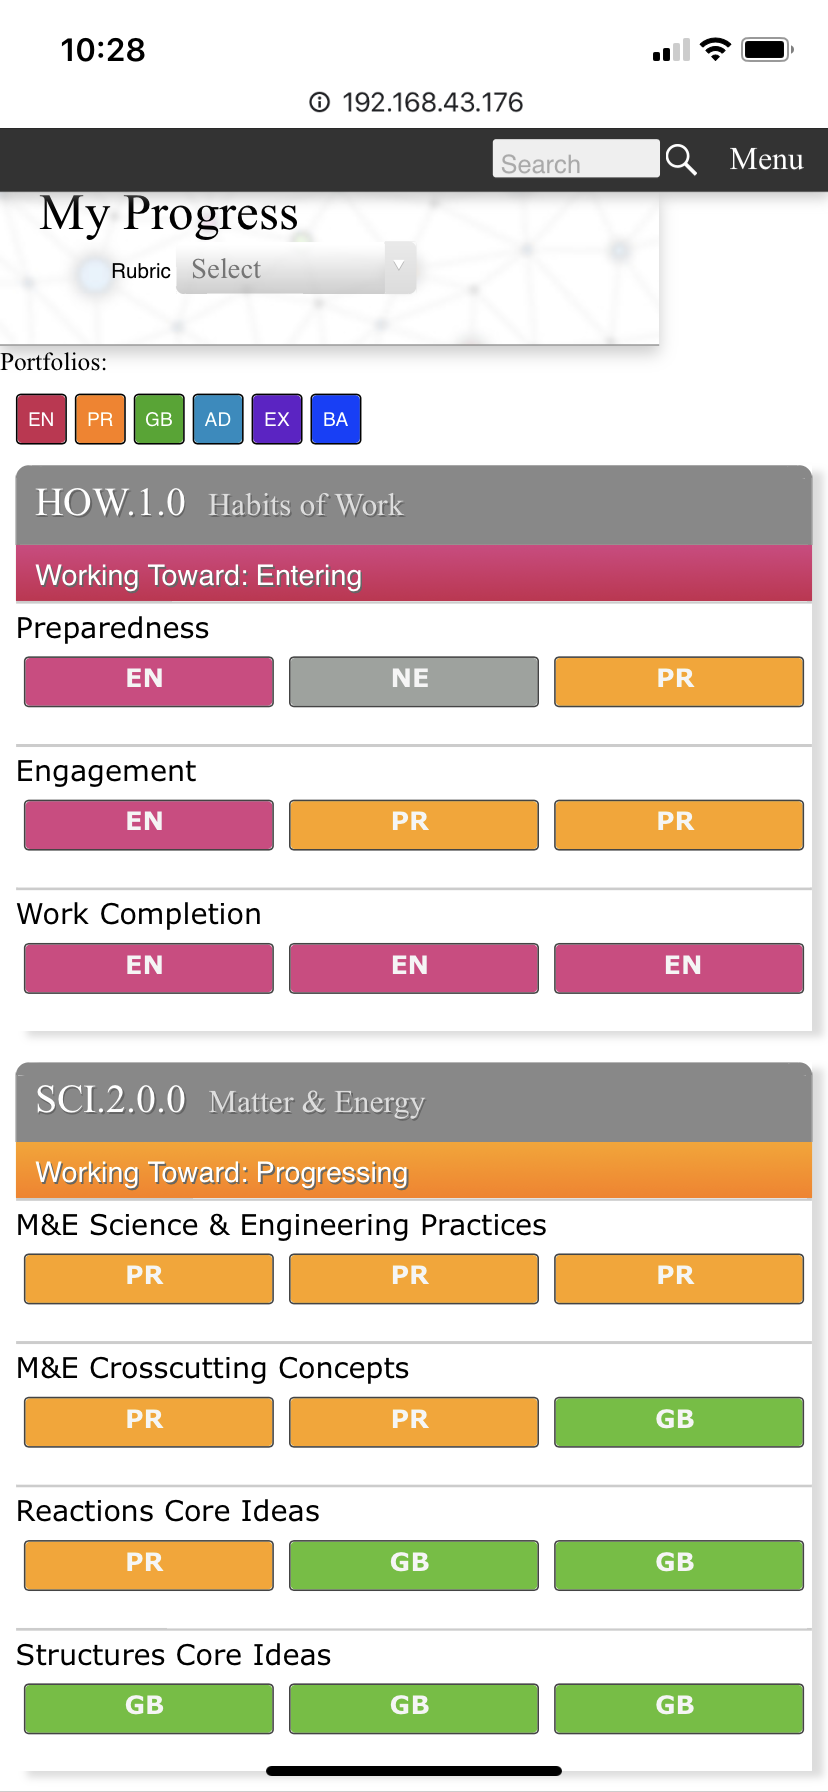 10:28
192.168.43.176
Search Menu
My Progress
Rubric Select
Portfolios:
EN PR GB AD EX BA
HOW.1.0 Habits of Work
Working Toward: Entering
Preparedness
EN NE PR
Engagement
EN PR PR
Work Completion
EN EN EN
SCI.2.0.0 Matter & Energy
Working Toward: Progressing
M&E Science & Engineering Practices
PR PR PR
M&E Crosscutting Concepts
PR PR GB
Reactions Core Ideas
PR GB GB
Structures Core Ideas
GB GB GB